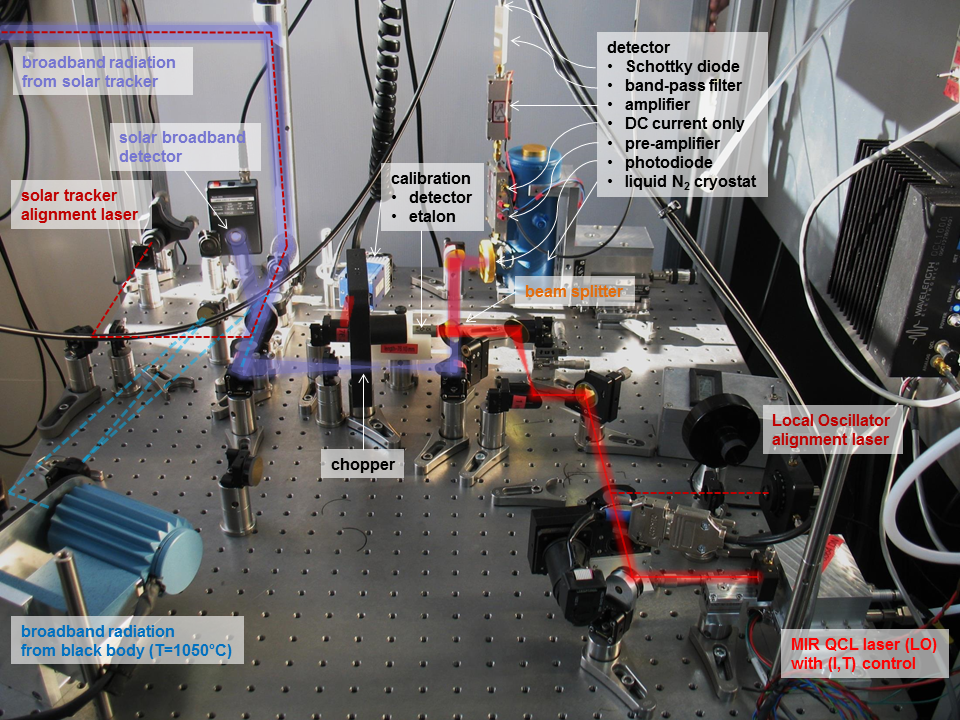 broadband radiation
from solar tracker
solar broadband
detector
solar tracker
alignment laser
calibration
• detector
• etalon
detector
• Schottky diode
• band-pass filter
• amplifier
• DC current only
• pre-amplifier
• photodiode
• liquid N₂ cryostat
beam splitter
chopper
Local Oscillator
alignment laser
broadband radiation
from black body (T=1050°C)
MIR QCL laser (LO)
with (I,T) control
WAVELENGTH